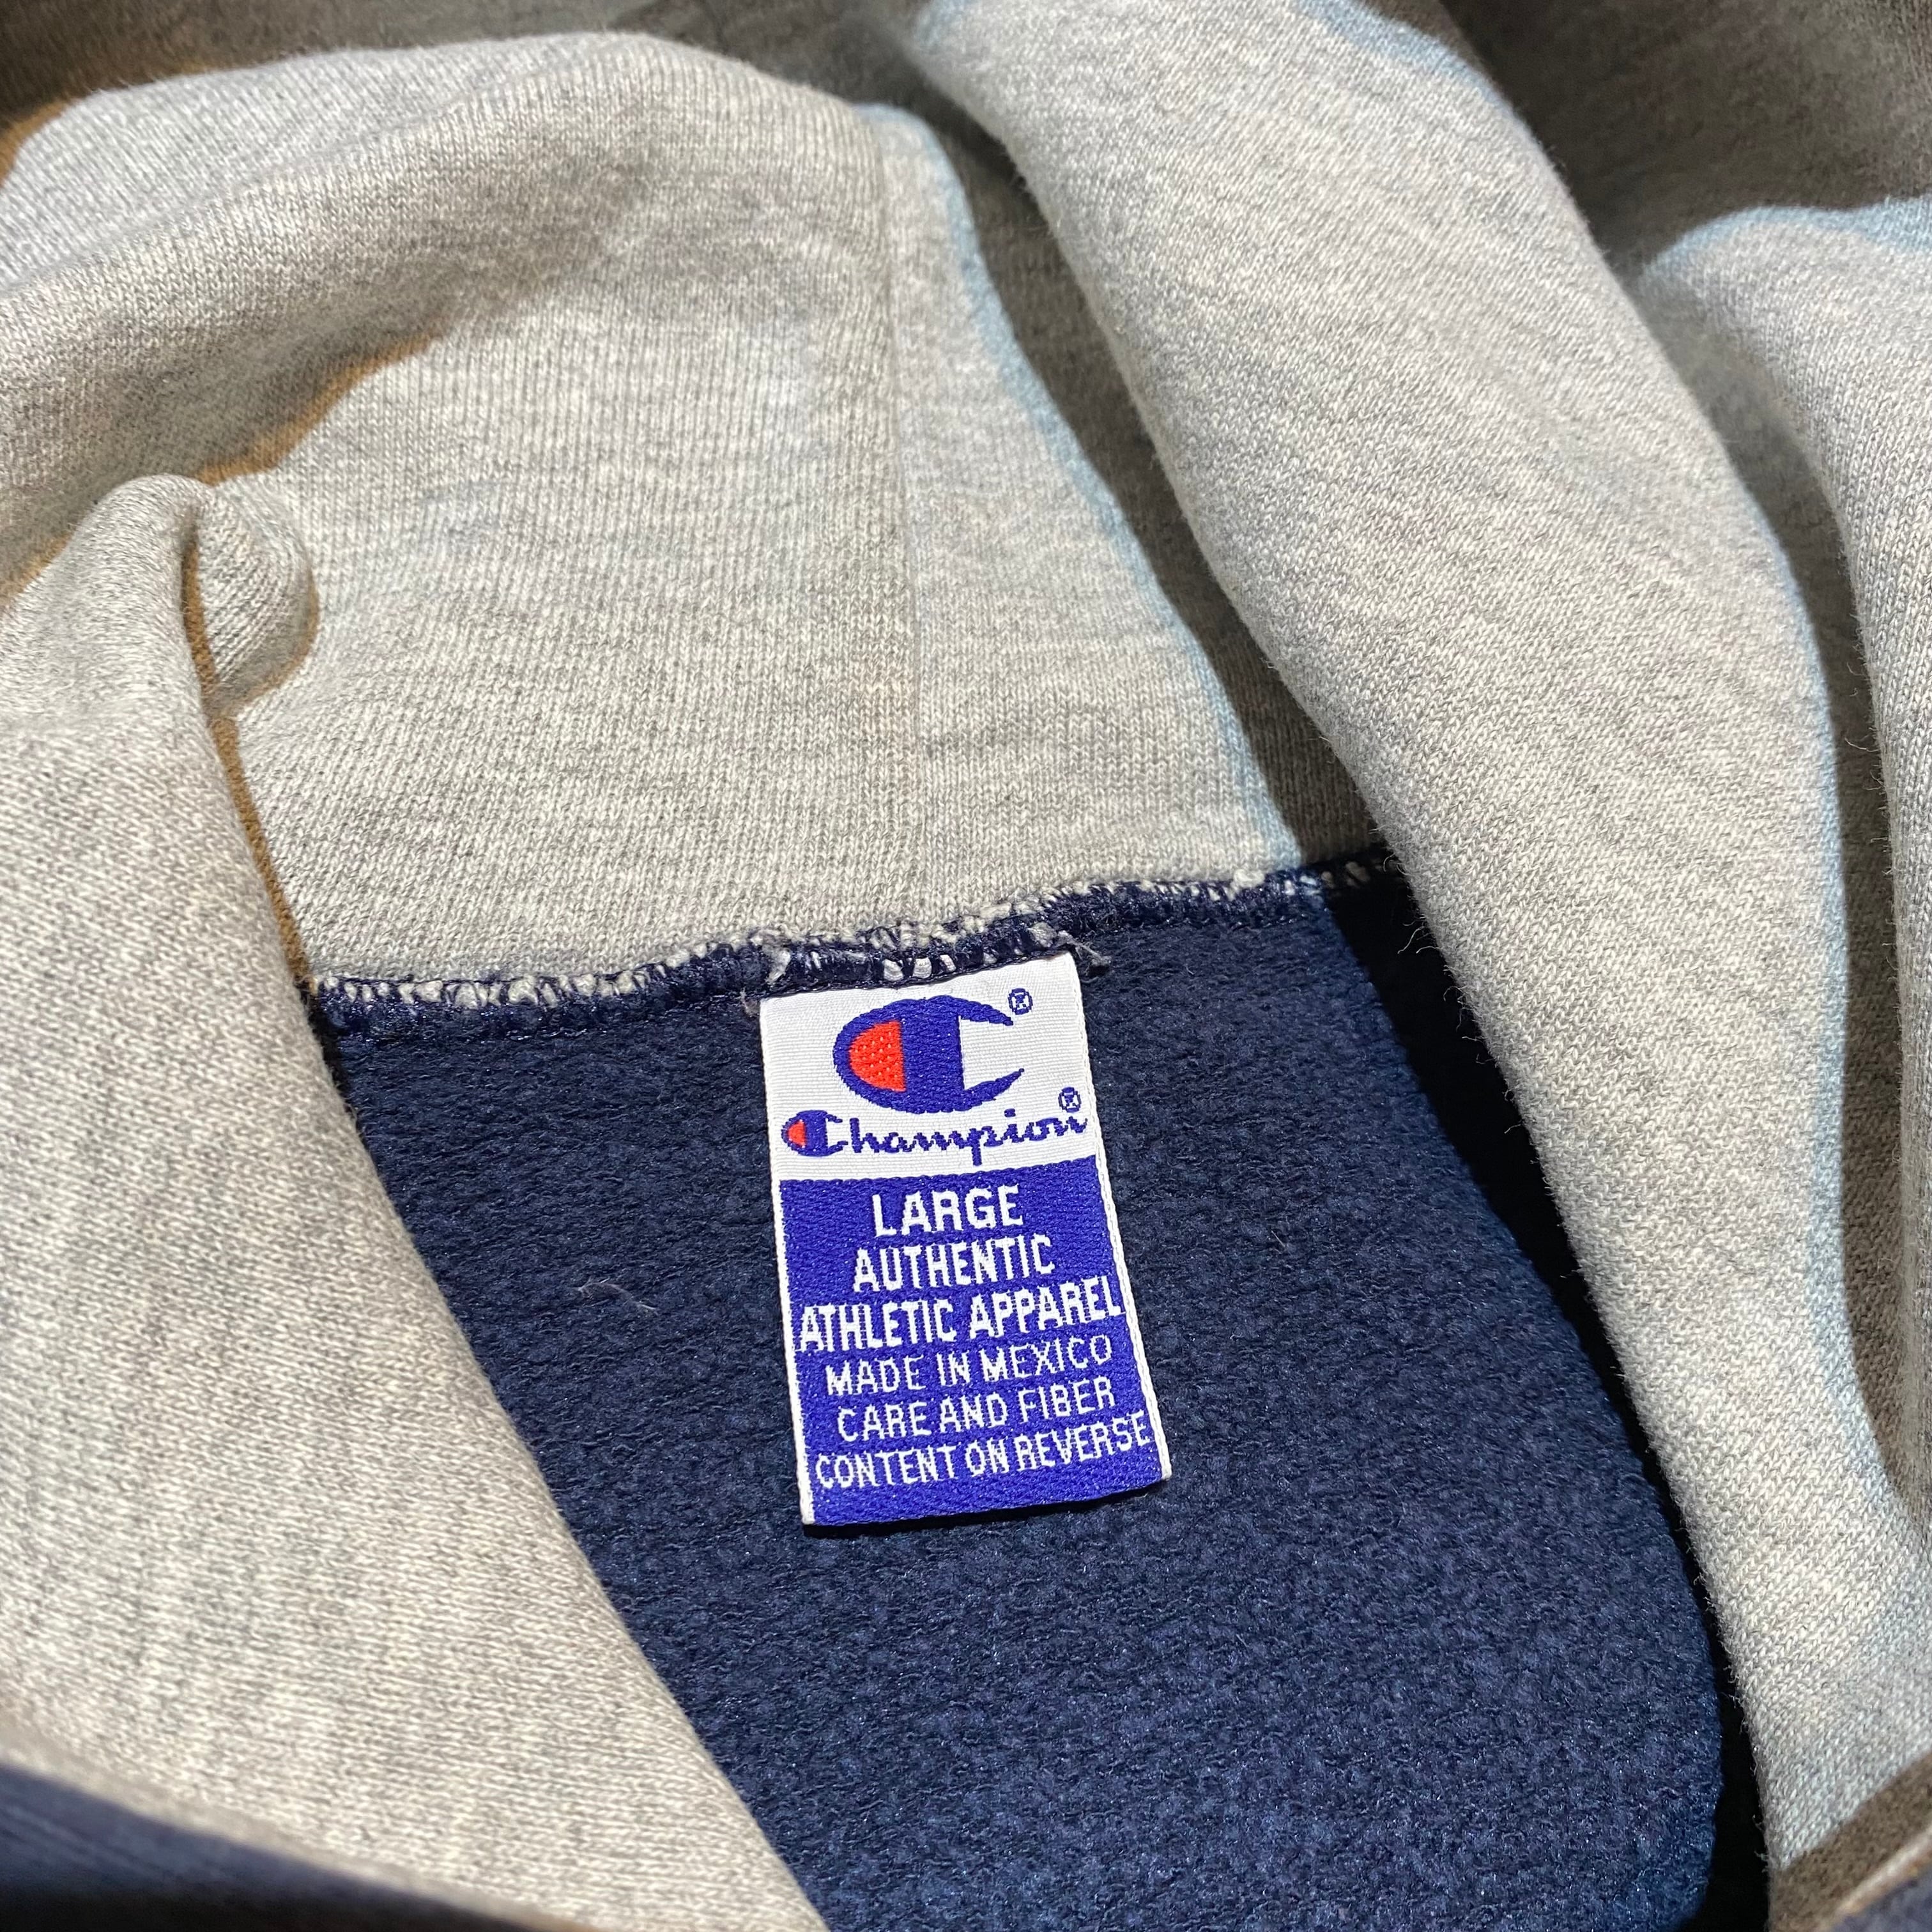 ®
Champion®
LARGE
AUTHENTIC
ATHLETIC APPAREL
MADE IN MEXICO
CARE AND FIBER
CONTENT ON REVERSE